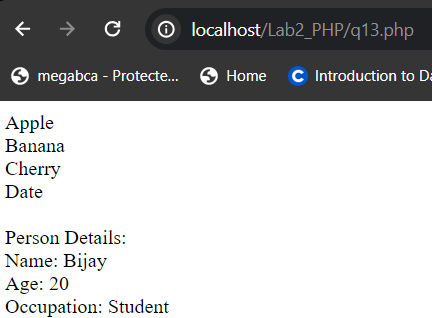 localhost/Lab2_PHP/q13.php
megabca - Protecte... Home Introduction to Da
Apple
Banana
Cherry
Date
Person Details:
Name: Bijay
Age: 20
Occupation: Student